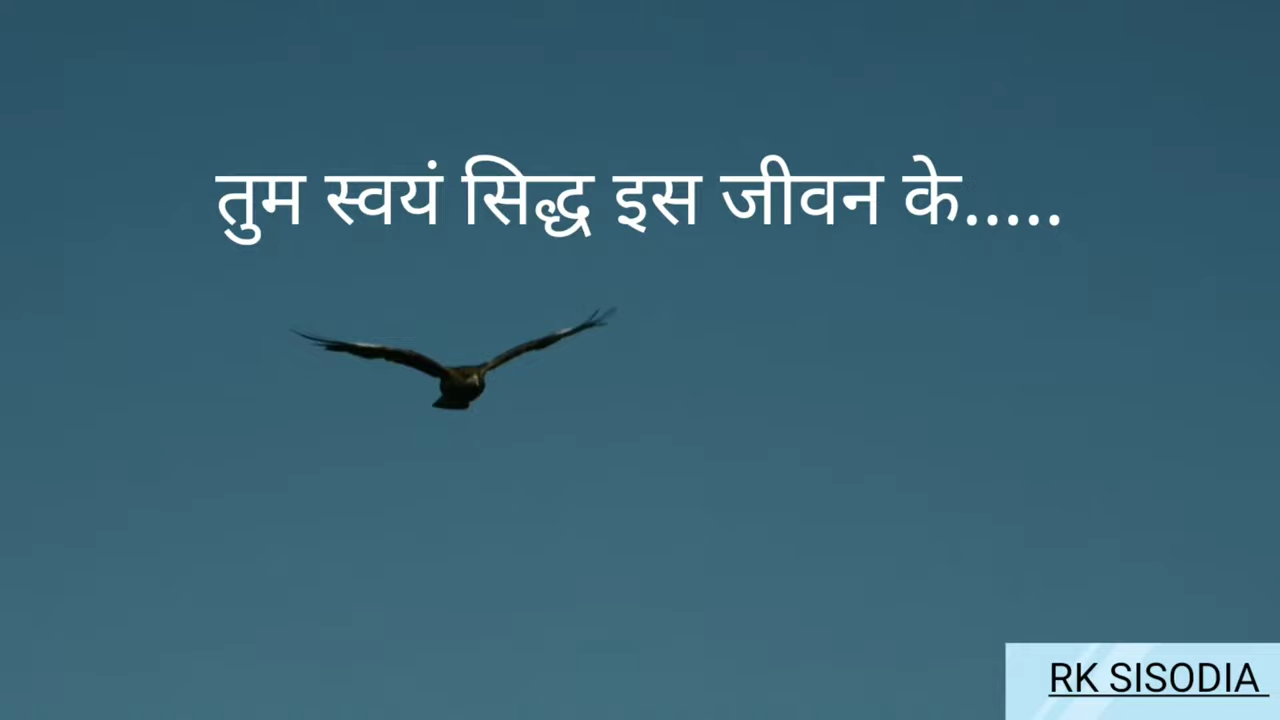 तुम स्वयं सिद्ध इस जीवन के.....
RK SISODIA